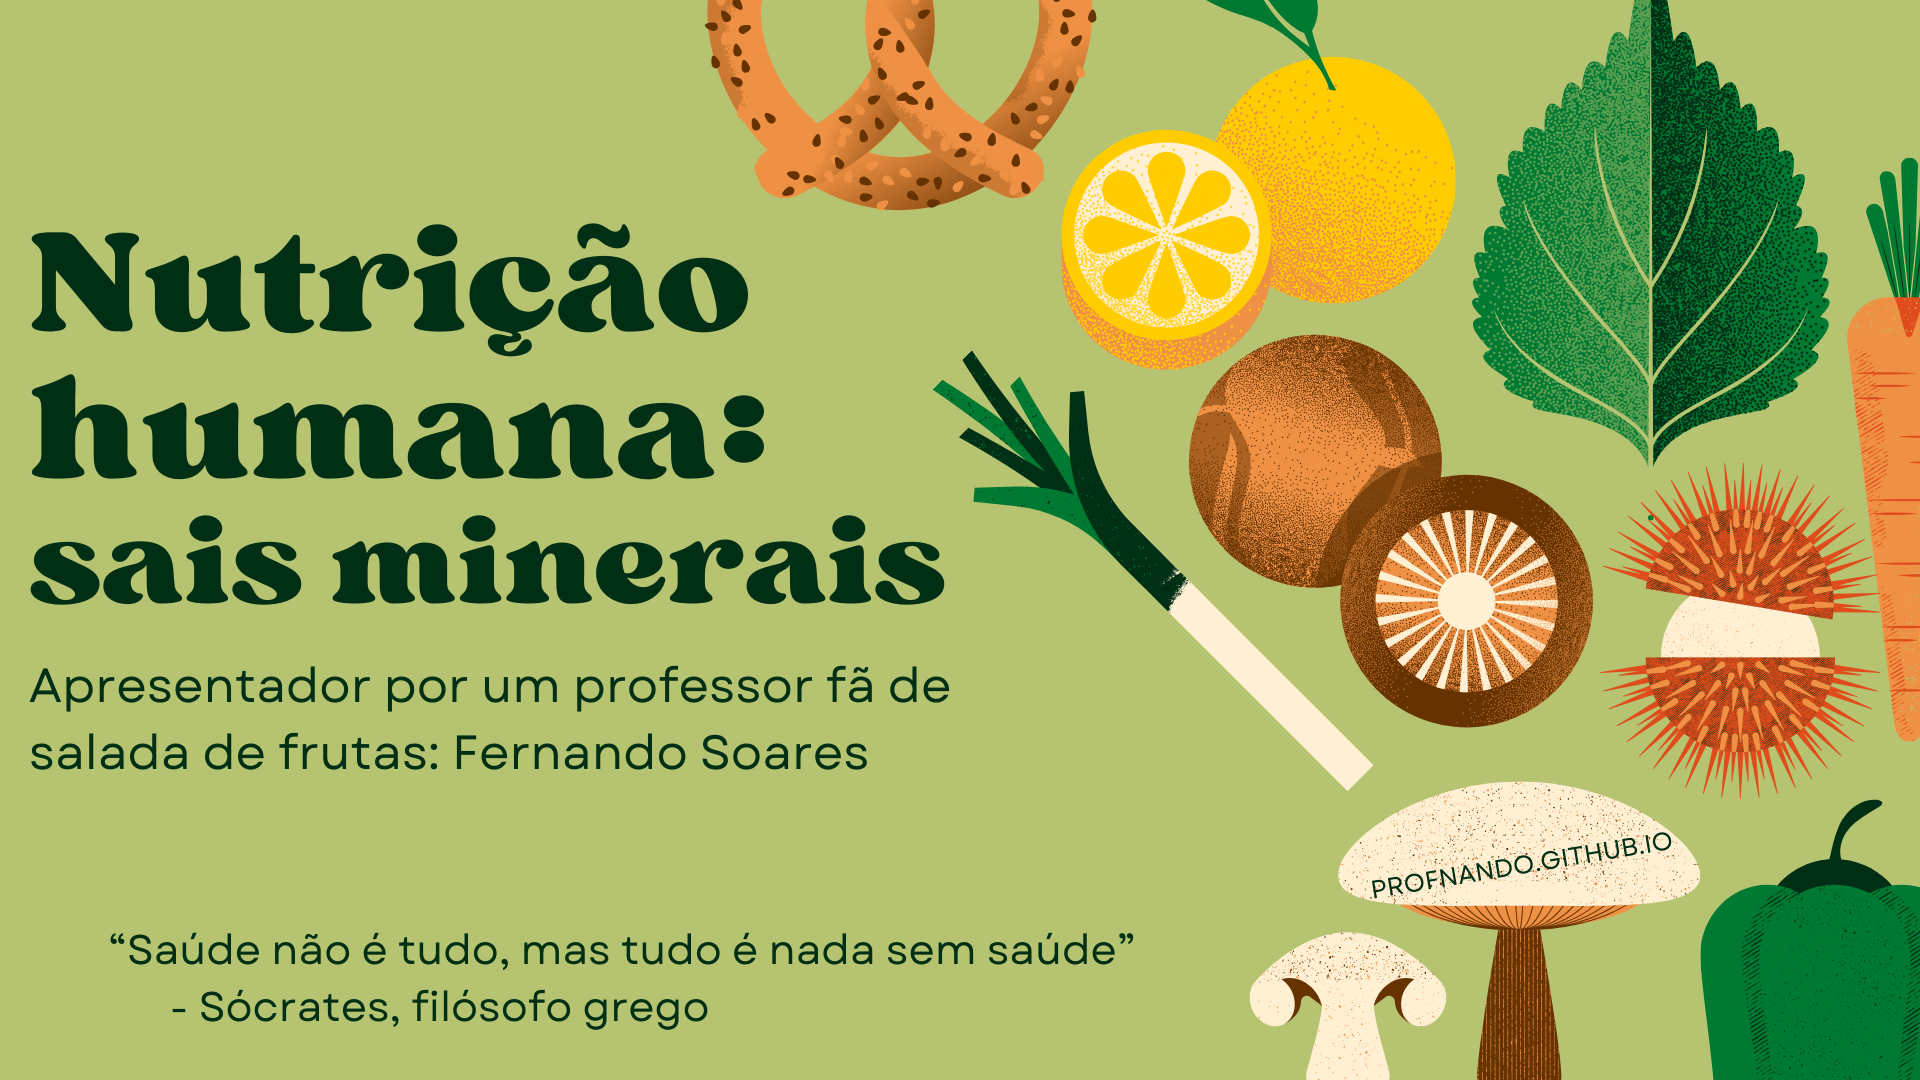 Nutrição
humana:
sais minerais
Apresentador por um professor fã de
salada de frutas: Fernando Soares
“Saúde não é tudo, mas tudo é nada sem saúde”
- Sócrates, filósofo grego
PROFNANDO.GITHUB.IO